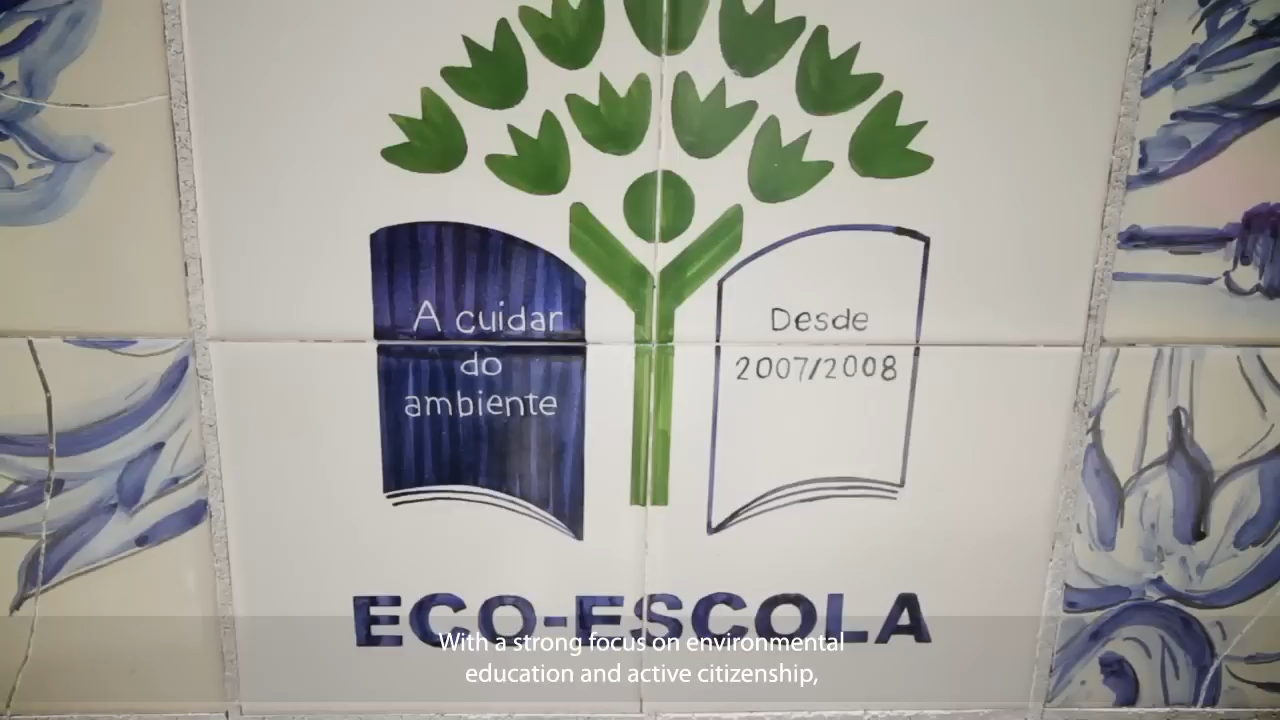 A cuidar
do
ambiente
Desde
2007/2008
ECO-ESCOLA
With a strong focus on environmental
education and active citizenship,